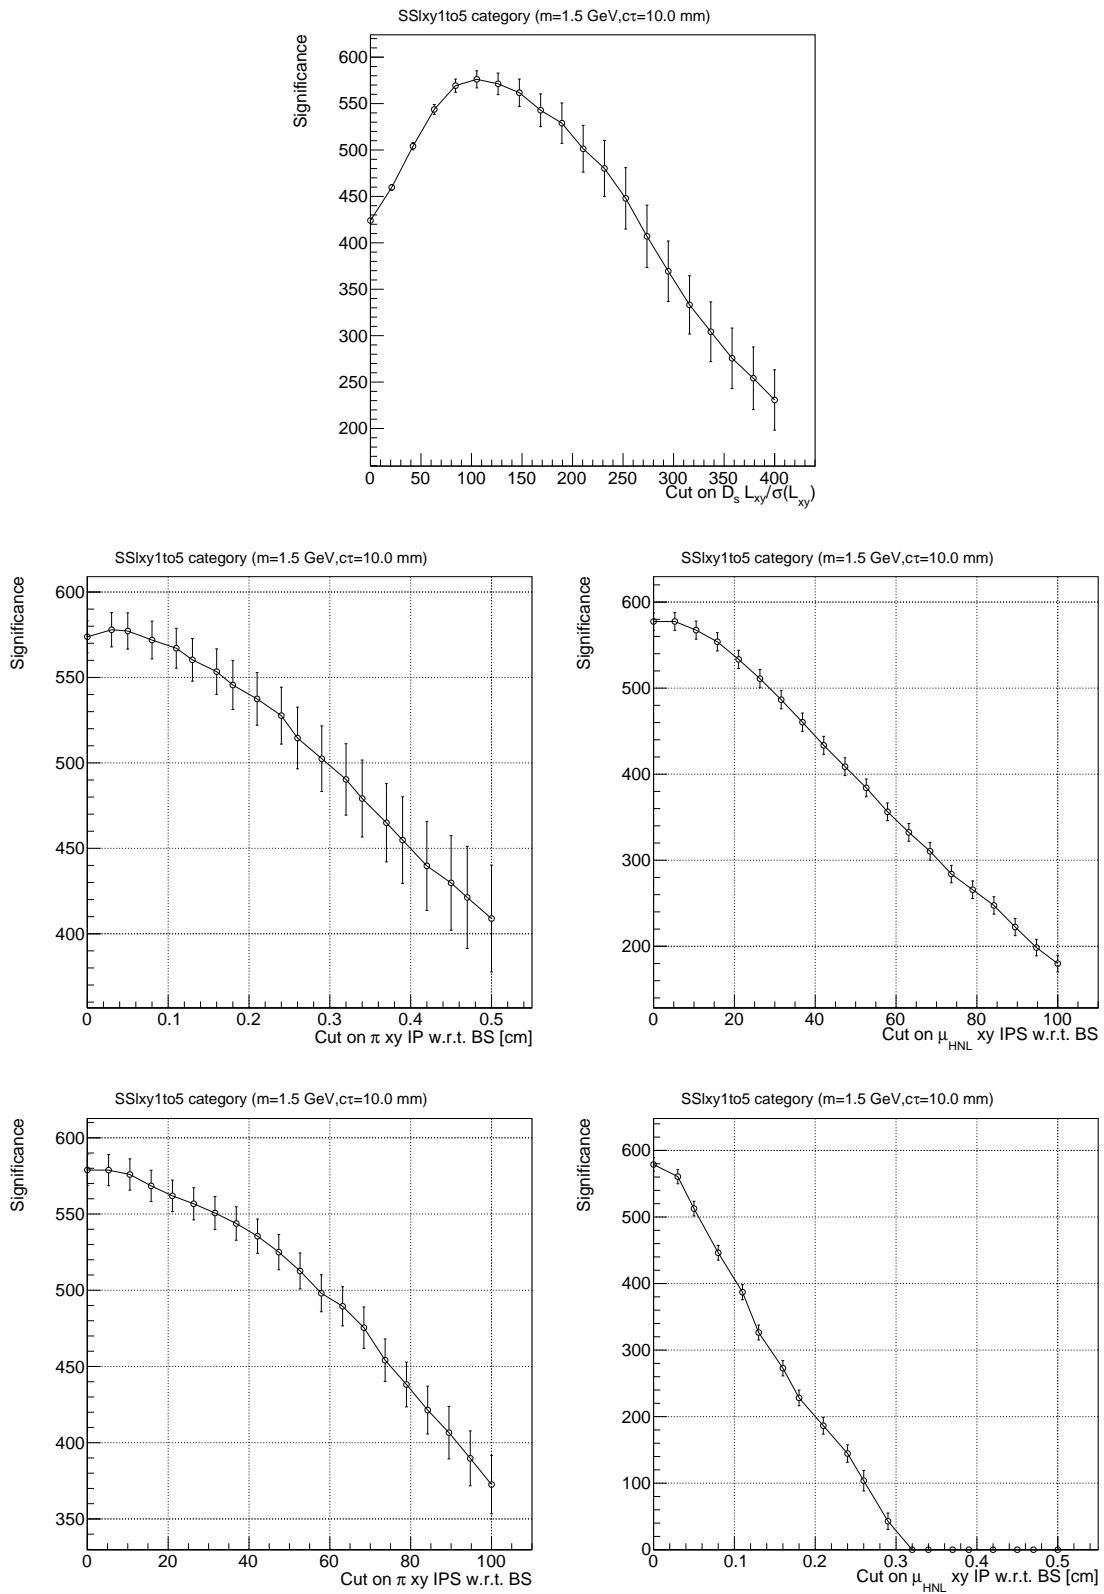 SSlxy1to5 category (m=1.5 GeV,cτ=10.0 mm)
Significance
600
550
500
450
400
350
300
250
200
0 50 100 150 200 250 300 350 400
Cut on D_s L_xy/σ(L_xy)
SSlxy1to5 category (m=1.5 GeV,cτ=10.0 mm)
Significance
600
550
500
450
400
0 0.1 0.2 0.3 0.4 0.5
Cut on π xy IP w.r.t. BS [cm]
SSlxy1to5 category (m=1.5 GeV,cτ=10.0 mm)
Significance
600
500
400
300
200
0 20 40 60 80 100
Cut on μ_HNL xy IPS w.r.t. BS
SSlxy1to5 category (m=1.5 GeV,cτ=10.0 mm)
Significance
600
550
500
450
400
350
0 20 40 60 80 100
Cut on π xy IPS w.r.t. BS
SSlxy1to5 category (m=1.5 GeV,cτ=10.0 mm)
Significance
600
500
400
300
200
100
0
0 0.1 0.2 0.3 0.4 0.5
Cut on μ_HNL xy IP w.r.t. BS [cm]